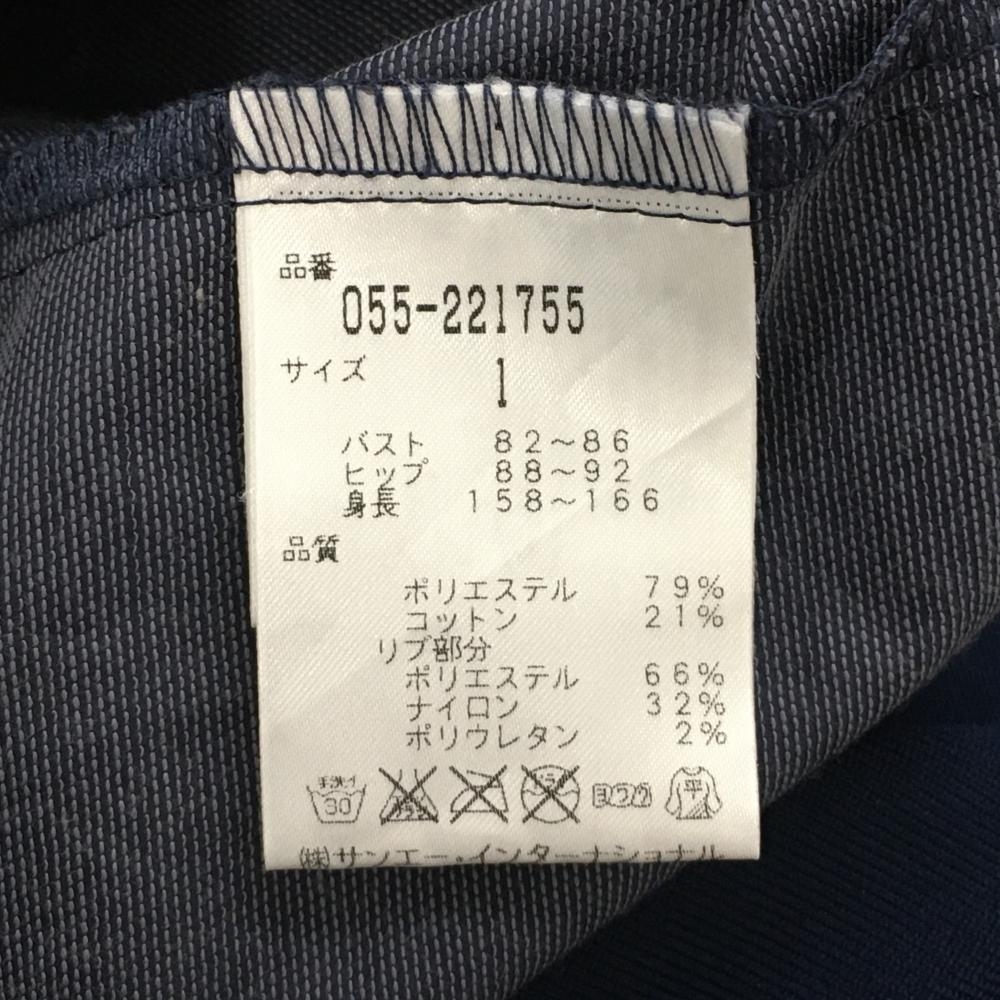 品番
055-221755
サイズ 1
バスト 82～86
ヒップ 88～92
身長 158～166
品質
ポリエステル 79%
コットン 21%
リブ部分
ポリエステル 66%
ナイロン 32%
ポリウレタン 2%
手洗イ 30 平
㈱サンエー・インターナショナル